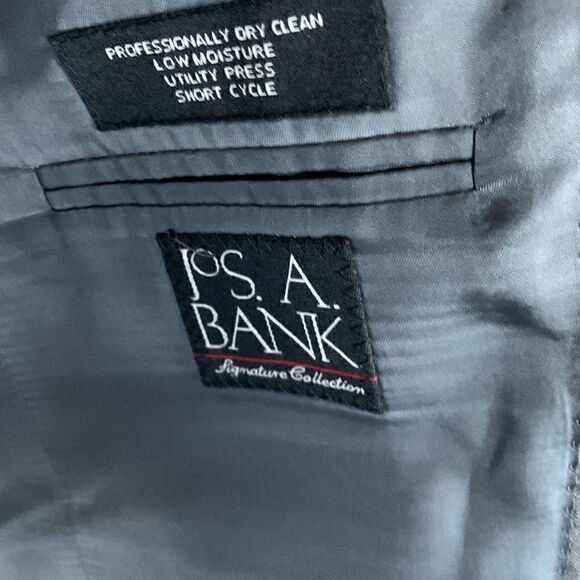 PROFESSIONALLY DRY CLEAN
LOW MOISTURE
UTILITY PRESS
SHORT CYCLE
JOS. A.
BANK
Signature Collection